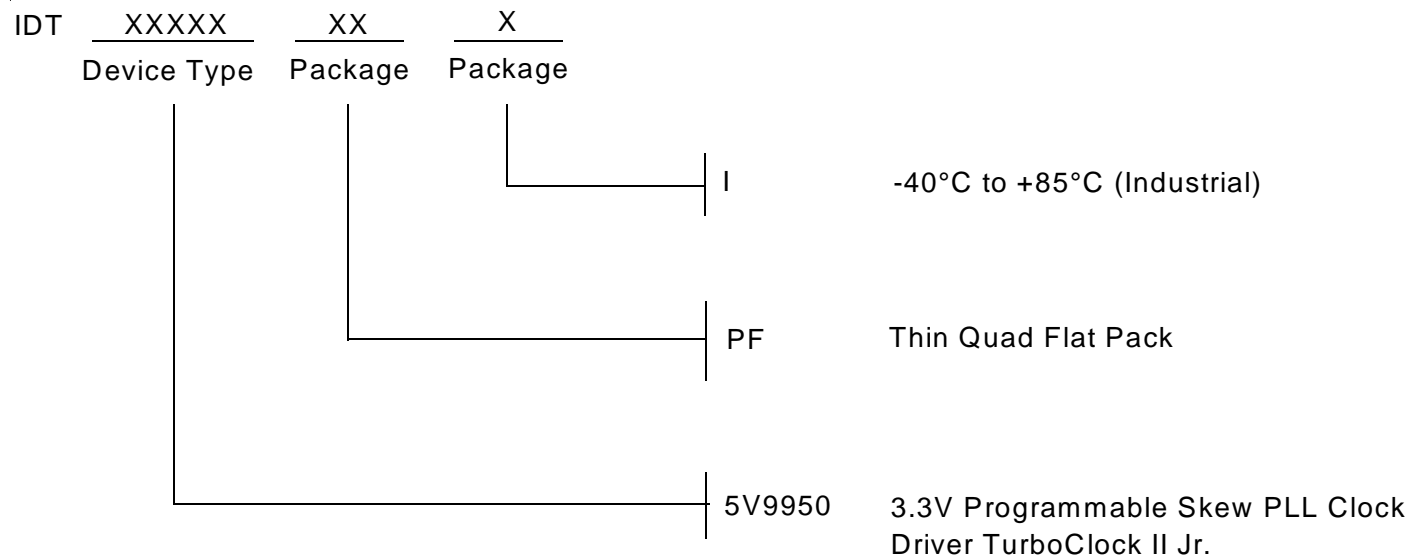 IDT XXXXX XX X
Device Type Package Package
I -40°C to +85°C (Industrial)
PF Thin Quad Flat Pack
5V9950 3.3V Programmable Skew PLL Clock
Driver TurboClock II Jr.